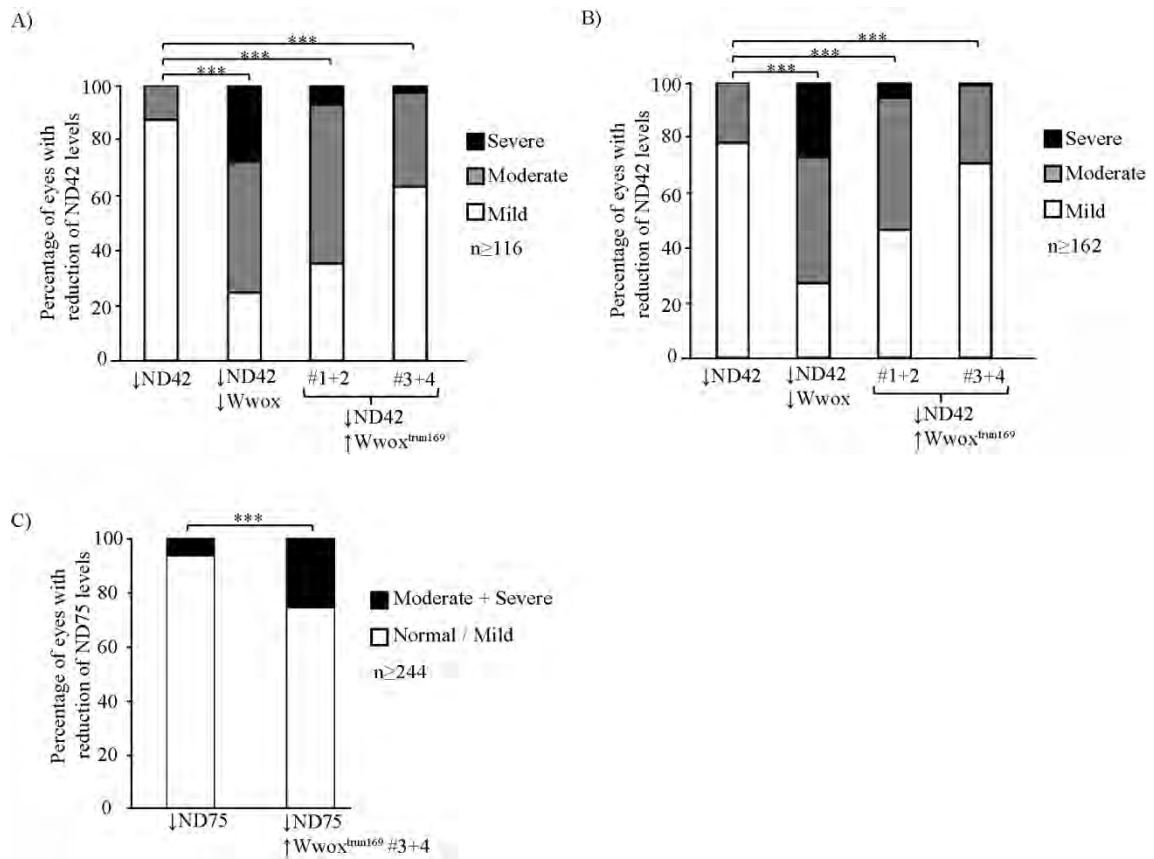 A)
***
***
***
Percentage of eyes with
reduction of ND42 levels
100
80
60
40
20
0
Severe
Moderate
Mild
n≥116
↓ND42
↓ND42
↓Wwox
#1+2
#3+4
↓ND42
↑Wwox^trun169
B)
***
***
***
Percentage of eyes with
reduction of ND42 levels
100
80
60
40
20
0
Severe
Moderate
Mild
n≥162
↓ND42
↓ND42
↓Wwox
#1+2
#3+4
↓ND42
↑Wwox^trun169
C)
***
Percentage of eyes with
reduction of ND75 levels
100
80
60
40
20
0
Moderate + Severe
Normal / Mild
n≥244
↓ND75
↓ND75
↑Wwox^trun169 #3+4